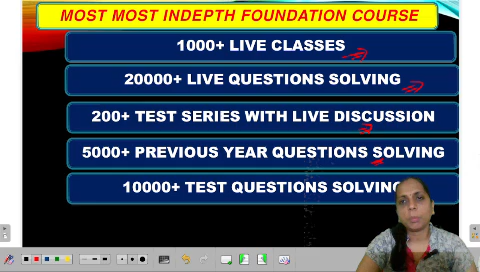 MOST MOST INDEPTH FOUNDATION COURSE
1000+ LIVE CLASSES
20000+ LIVE QUESTIONS SOLVING
200+ TEST SERIES WITH LIVE DISCUSSION
5000+ PREVIOUS YEAR QUESTIONS SOLVING
10000+ TEST QUESTIONS SOLVING